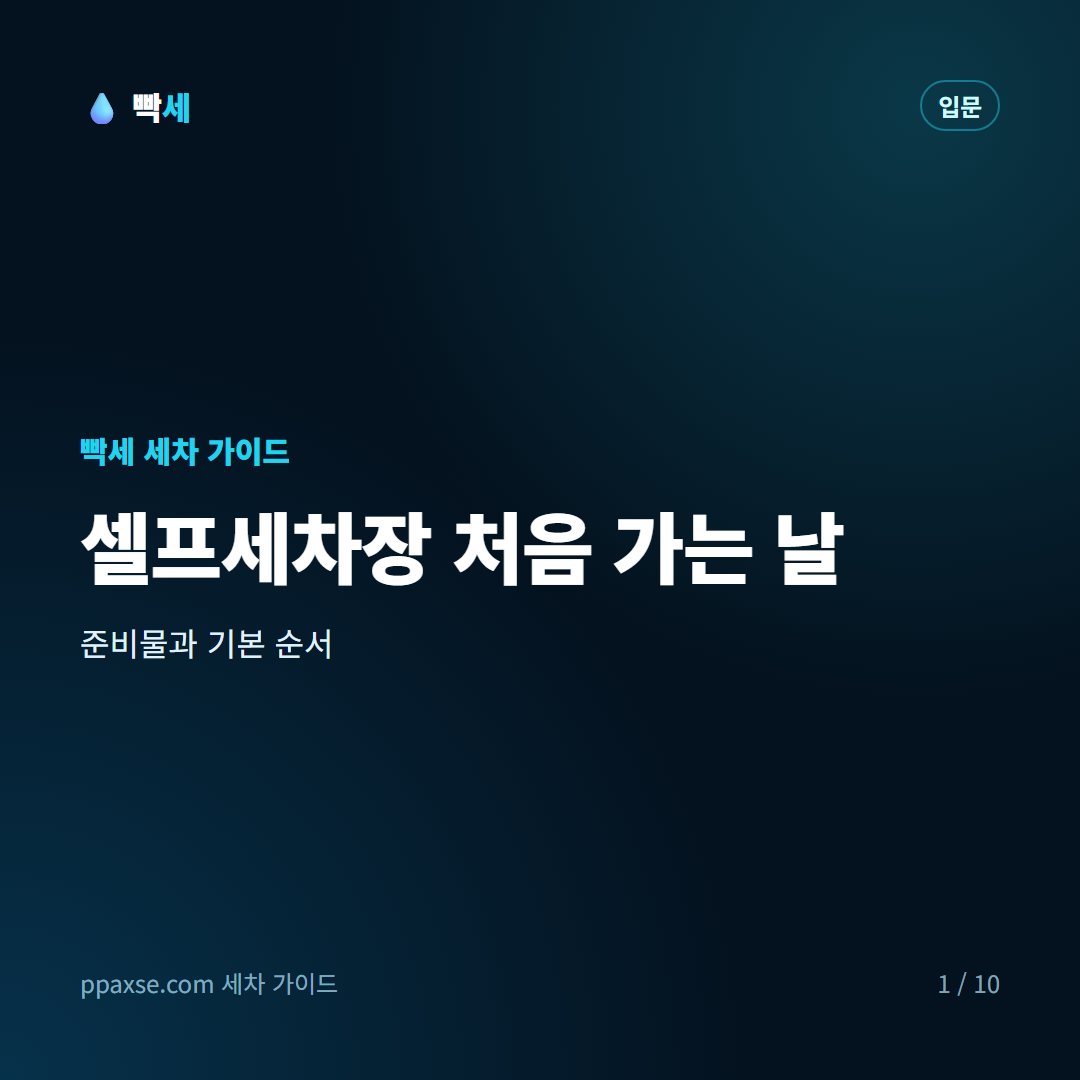 빡세
입문
빡세 세차 가이드
셀프세차장 처음 가는 날
준비물과 기본 순서
ppaxse.com 세차 가이드
1 / 10